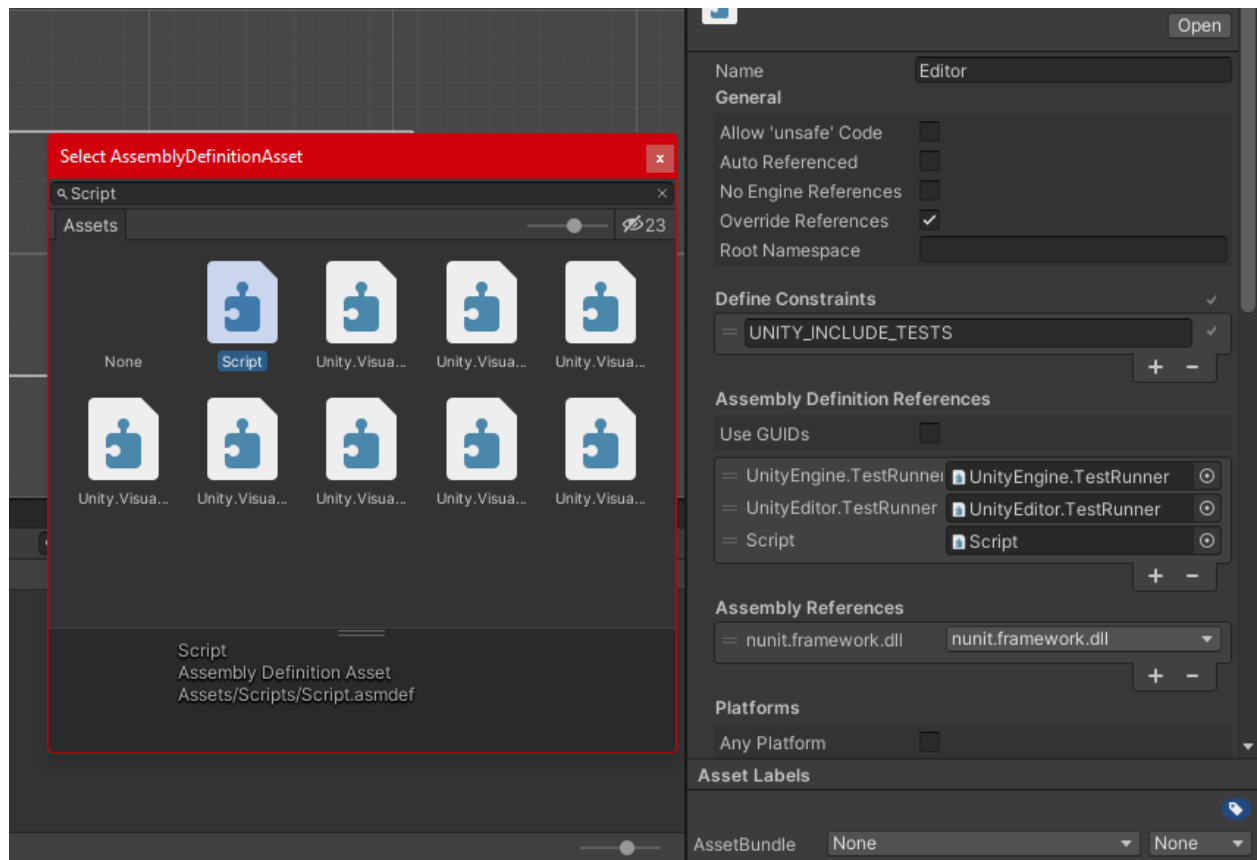 Open
Name Editor
General
Allow 'unsafe' Code
Auto Referenced
No Engine References
Override References
Root Namespace
Define Constraints
UNITY_INCLUDE_TESTS
+ −
Assembly Definition References
Use GUIDs
UnityEngine.TestRunner UnityEngine.TestRunner
UnityEditor.TestRunner UnityEditor.TestRunner
Script Script
+ −
Assembly References
nunit.framework.dll nunit.framework.dll
+ −
Platforms
Any Platform
Asset Labels
AssetBundle None None
Select AssemblyDefinitionAsset x
Script
Assets 23
None Script Unity.Visua... Unity.Visua... Unity.Visua...
Unity.Visua... Unity.Visua... Unity.Visua... Unity.Visua... Unity.Visua...
Script
Assembly Definition Asset
Assets/Scripts/Script.asmdef